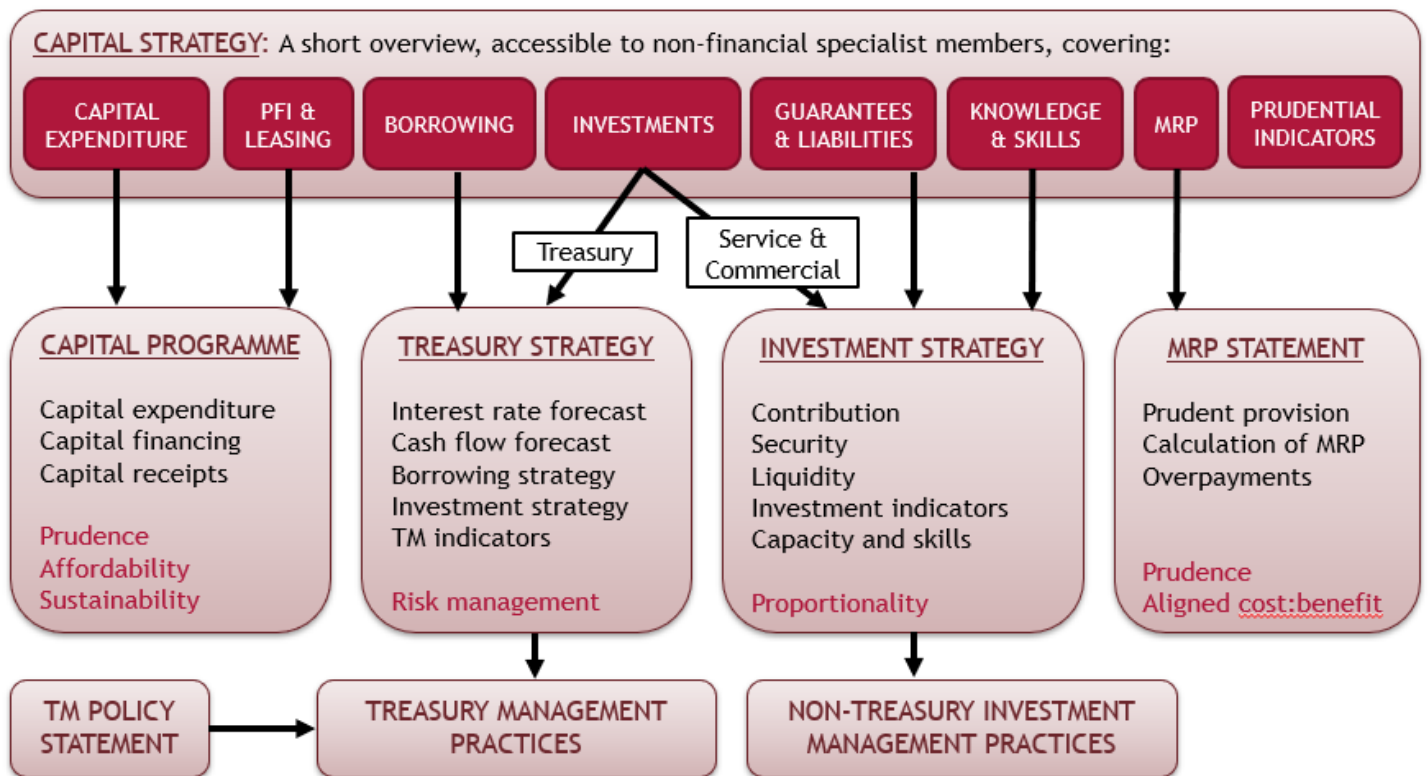 CAPITAL STRATEGY: A short overview, accessible to non-financial specialist members, covering:
CAPITAL
EXPENDITURE
PFI &
LEASING
BORROWING
INVESTMENTS
GUARANTEES
& LIABILITIES
KNOWLEDGE
& SKILLS
MRP
PRUDENTIAL
INDICATORS
Treasury
Service &
Commercial
CAPITAL PROGRAMME
Capital expenditure
Capital financing
Capital receipts
Prudence
Affordability
Sustainability
TREASURY STRATEGY
Interest rate forecast
Cash flow forecast
Borrowing strategy
Investment strategy
TM indicators
Risk management
INVESTMENT STRATEGY
Contribution
Security
Liquidity
Investment indicators
Capacity and skills
Proportionality
MRP STATEMENT
Prudent provision
Calculation of MRP
Overpayments
Prudence
Aligned cost:benefit
TM POLICY
STATEMENT
TREASURY MANAGEMENT
PRACTICES
NON-TREASURY INVESTMENT
MANAGEMENT PRACTICES